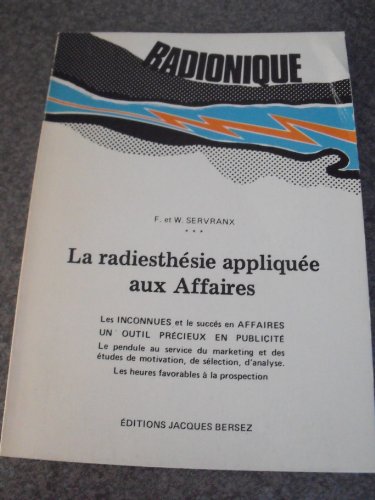 RADIONIQUE
F. et W. SERVRANX
* * *
La radiesthésie appliquée
aux Affaires
Les INCONNUES et le succés en AFFAIRES
UN OUTIL PRÉCIEUX EN PUBLICITÉ
Le pendule au service du marketing et des
études de motivation, de sélection, d'analyse.
Les heures favorables à la prospection
ÉDITIONS JACQUES BERSEZ